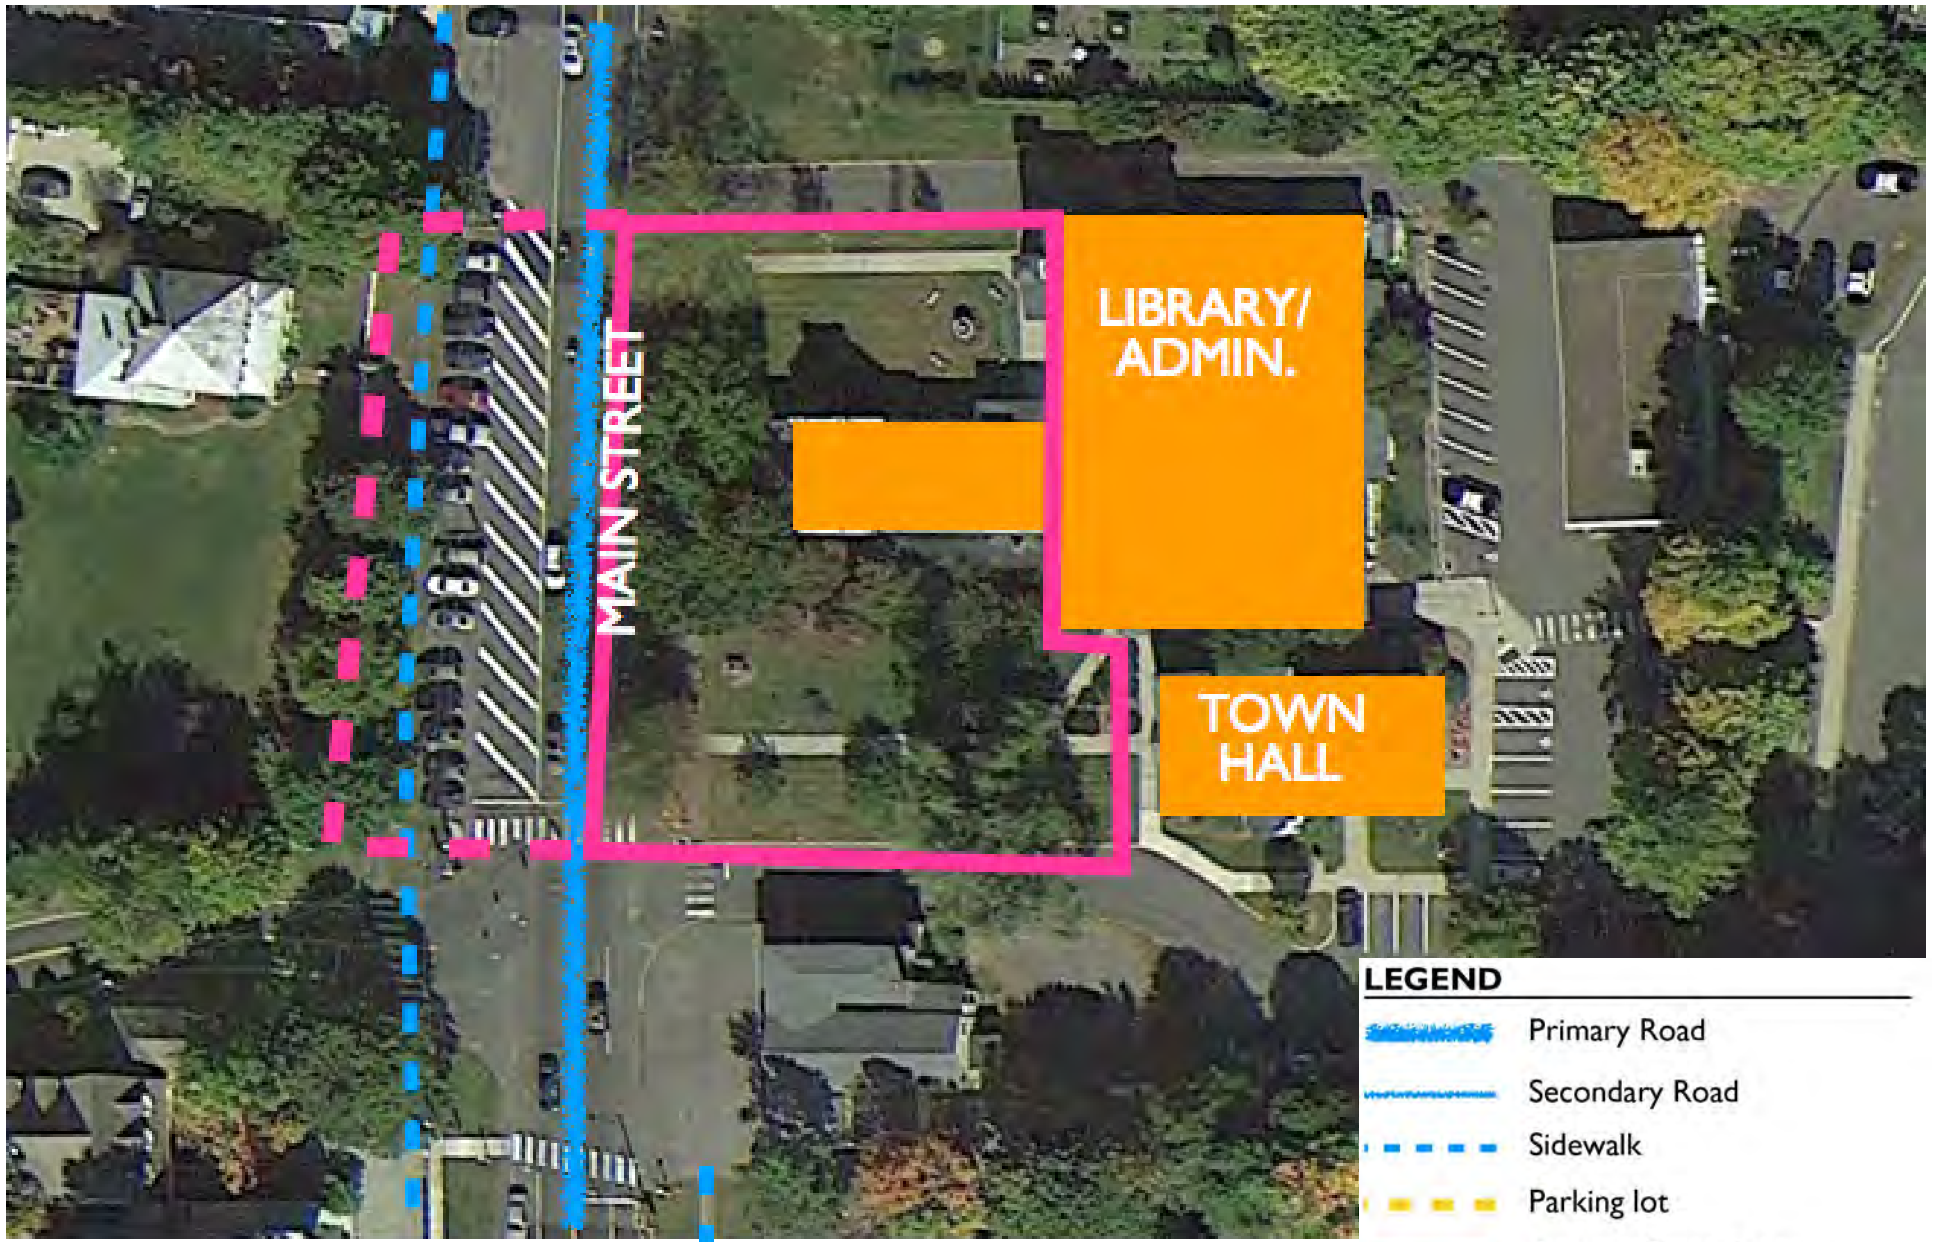 MAIN STREET
LIBRARY/
ADMIN.
TOWN
HALL
LEGEND
Primary Road
Secondary Road
Sidewalk
Parking lot